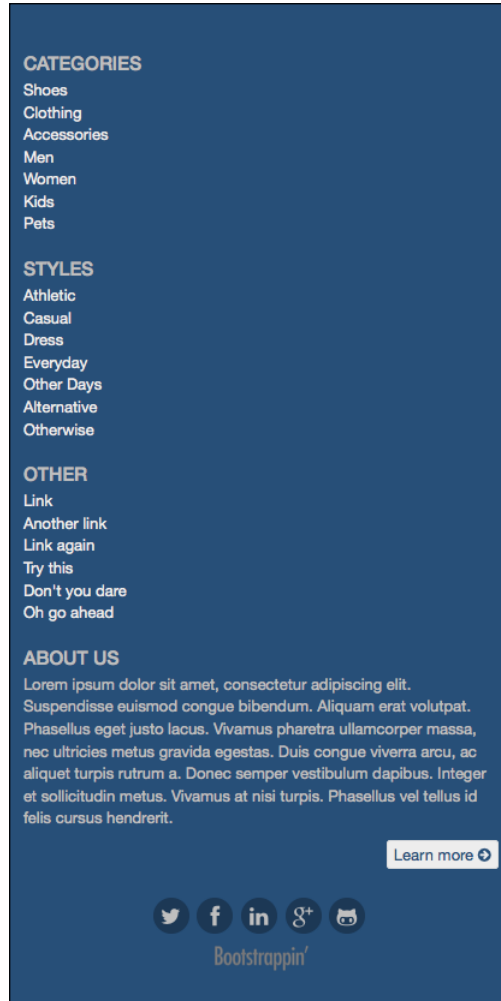 CATEGORIES
Shoes
Clothing
Accessories
Men
Women
Kids
Pets
STYLES
Athletic
Casual
Dress
Everyday
Other Days
Alternative
Otherwise
OTHER
Link
Another link
Link again
Try this
Don't you dare
Oh go ahead
ABOUT US
Lorem ipsum dolor sit amet, consectetur adipiscing elit.
Suspendisse euismod congue bibendum. Aliquam erat volutpat.
Phasellus eget justo lacus. Vivamus pharetra ullamcorper massa,
nec ultricies metus gravida egestas. Duis congue viverra arcu, ac
aliquet turpis rutrum a. Donec semper vestibulum dapibus. Integer
et sollicitudin metus. Vivamus at nisi turpis. Phasellus vel tellus id
felis cursus hendrerit.
Learn more
f in g+
Bootstrappin'